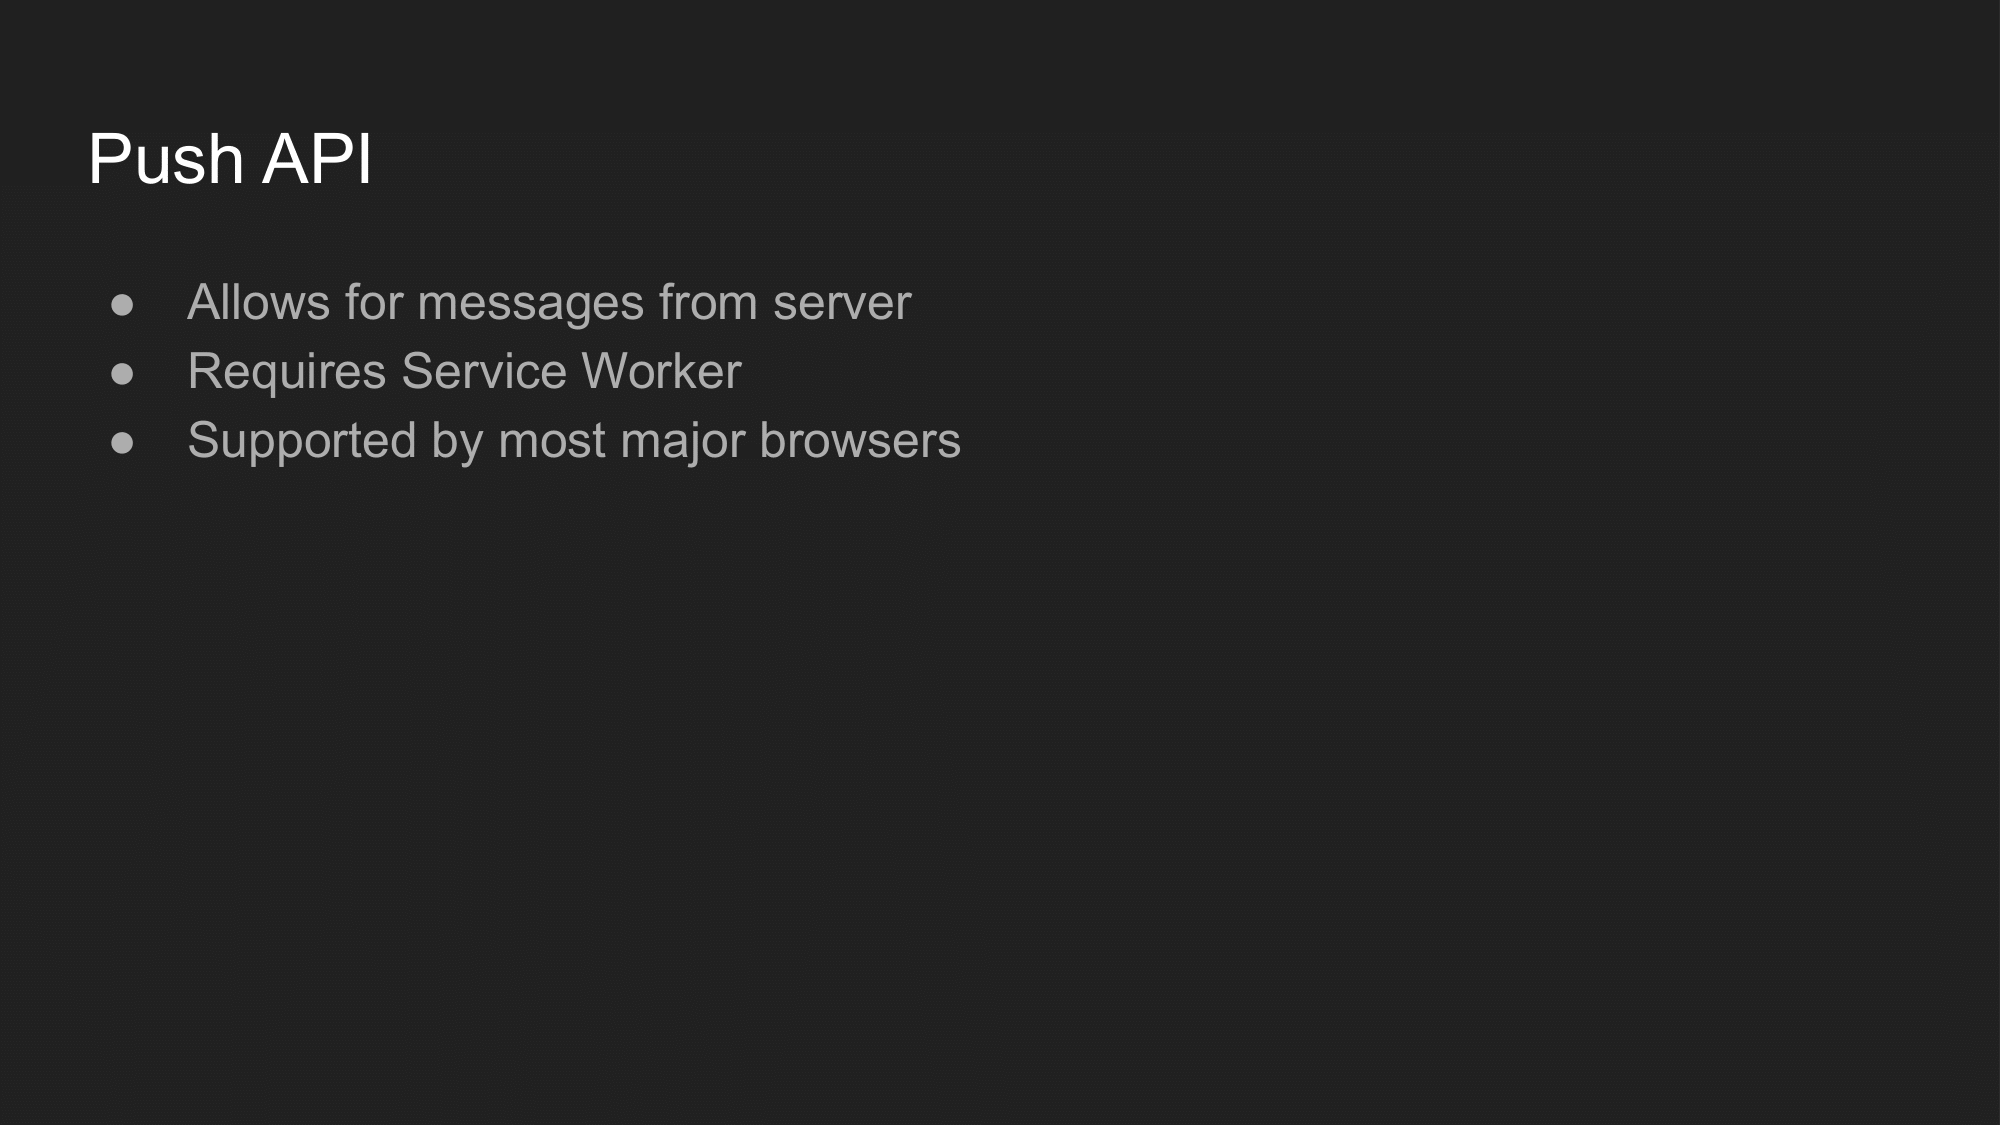 Push API
● Allows for messages from server
● Requires Service Worker
● Supported by most major browsers